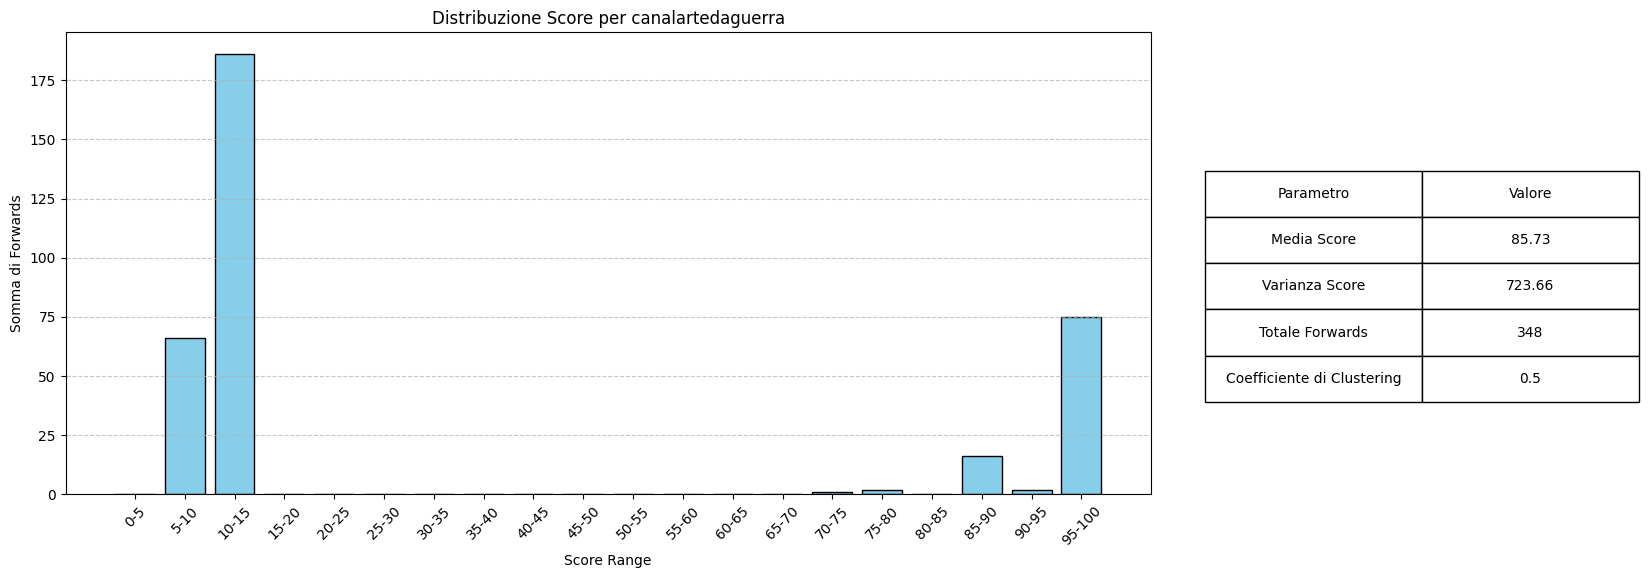 Distribuzione Score per canalartedaguerra
Somma di Forwards
175
150
125
100
75
50
25
0
0-5 5-10 10-15 15-20 20-25 25-30 30-35 35-40 40-45 45-50 50-55 55-60 60-65 65-70 70-75 75-80 80-85 85-90 90-95 95-100
Score Range
Parametro Valore
Media Score 85.73
Varianza Score 723.66
Totale Forwards 348
Coefficiente di Clustering 0.5